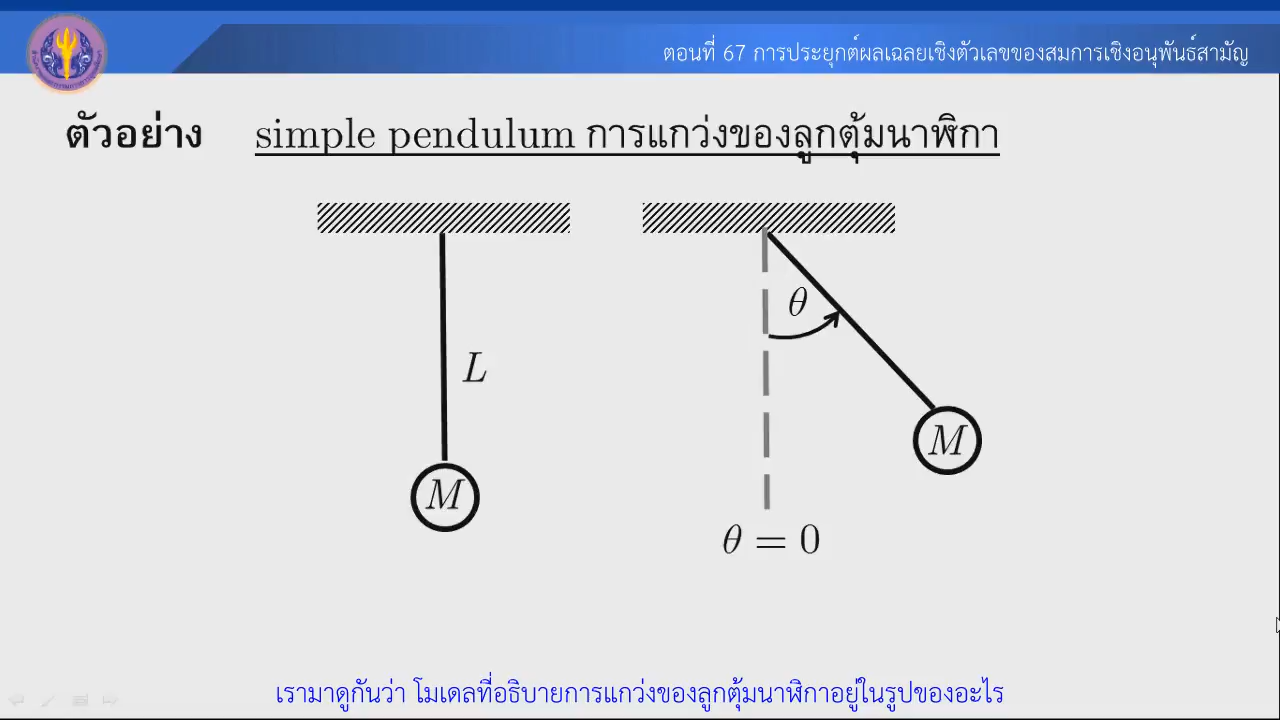 ตอนที่ 67 การประยุกต์ผลเฉลยเชิงตัวเลขของสมการเชิงอนุพันธ์สามัญ
ตัวอย่าง simple pendulum การแกว่งของลูกตุ้มนาฬิกา
θ
L
M
M
θ = 0
เรามาดูกันว่า โมเดลที่อธิบายการแกว่งของลูกตุ้มนาฬิกาอยู่ในรูปของอะไร